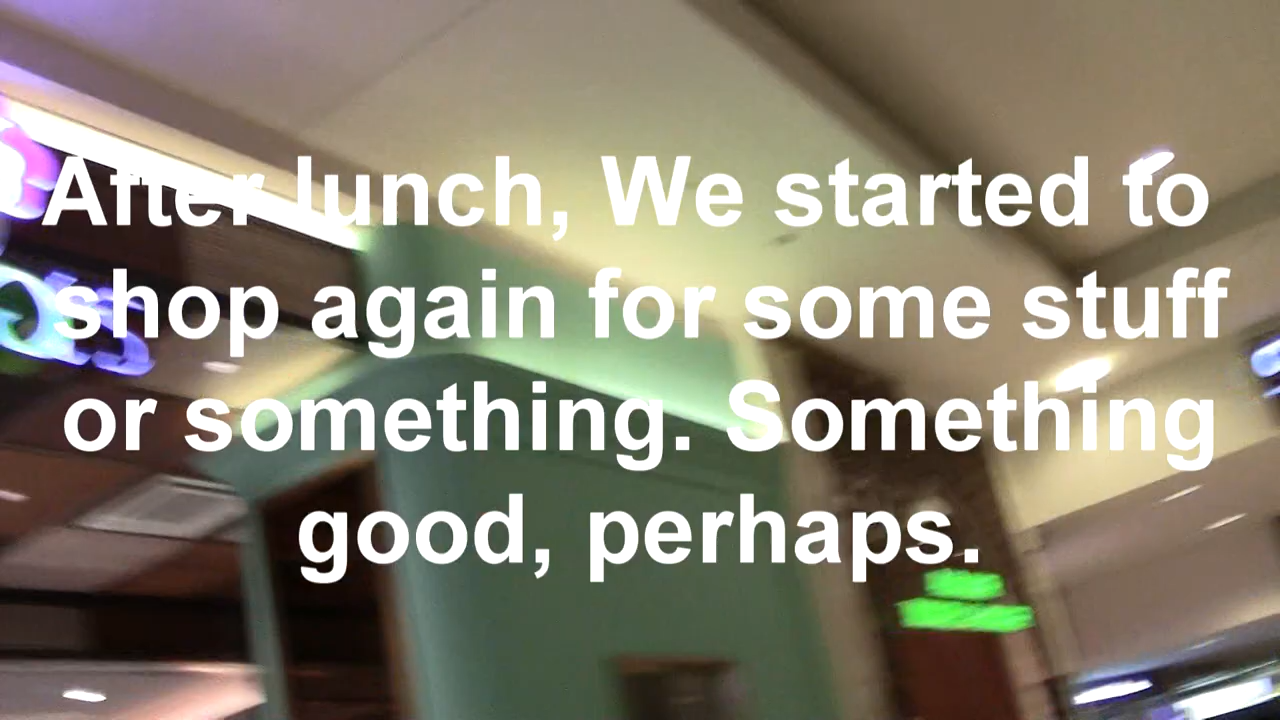 After lunch, We started to
shop again for some stuff
or something. Something
good, perhaps.